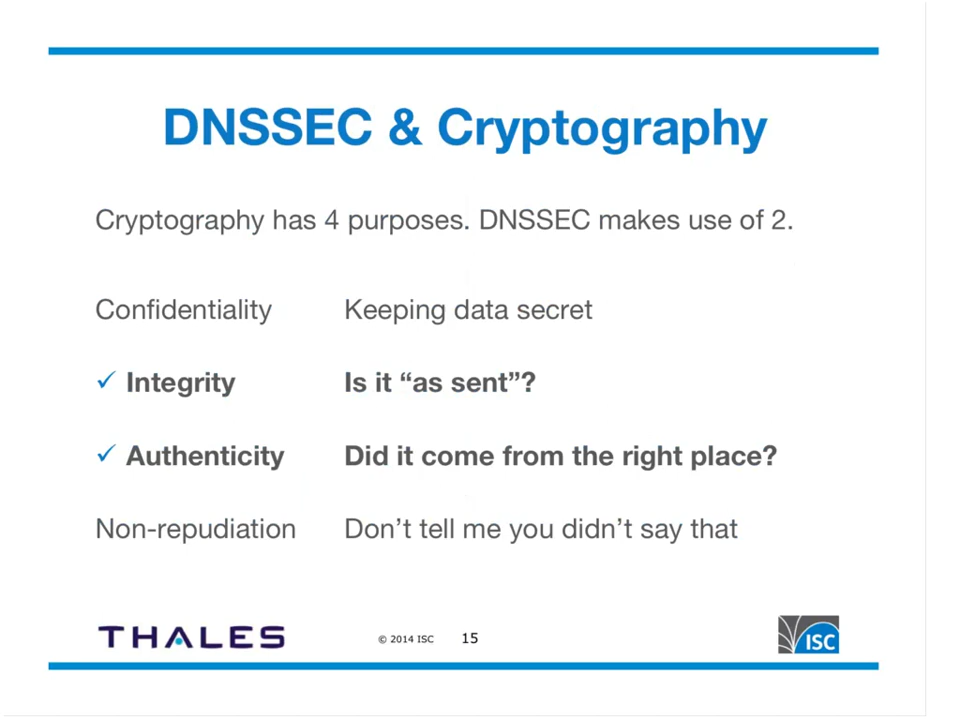 DNSSEC & Cryptography
Cryptography has 4 purposes. DNSSEC makes use of 2.
Confidentiality Keeping data secret
✓ Integrity Is it “as sent”?
✓ Authenticity Did it come from the right place?
Non-repudiation Don’t tell me you didn’t say that
THALES © 2014 ISC 15 ISC